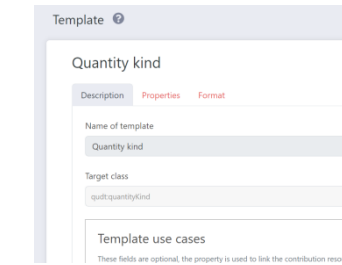 Template ?
Quantity kind
Description Properties Format
Name of template
Quantity kind
Target class
qudt:quantityKind
Template use cases
These fields are optional, the property is used to link the contribution reso